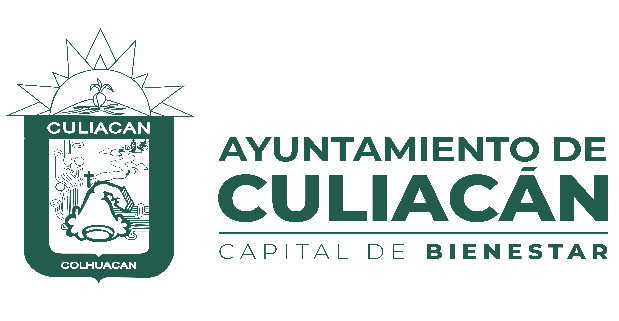 CULIACAN
COLHUACAN
AYUNTAMIENTO DE
CULIACÁN
CAPITAL DE BIENESTAR